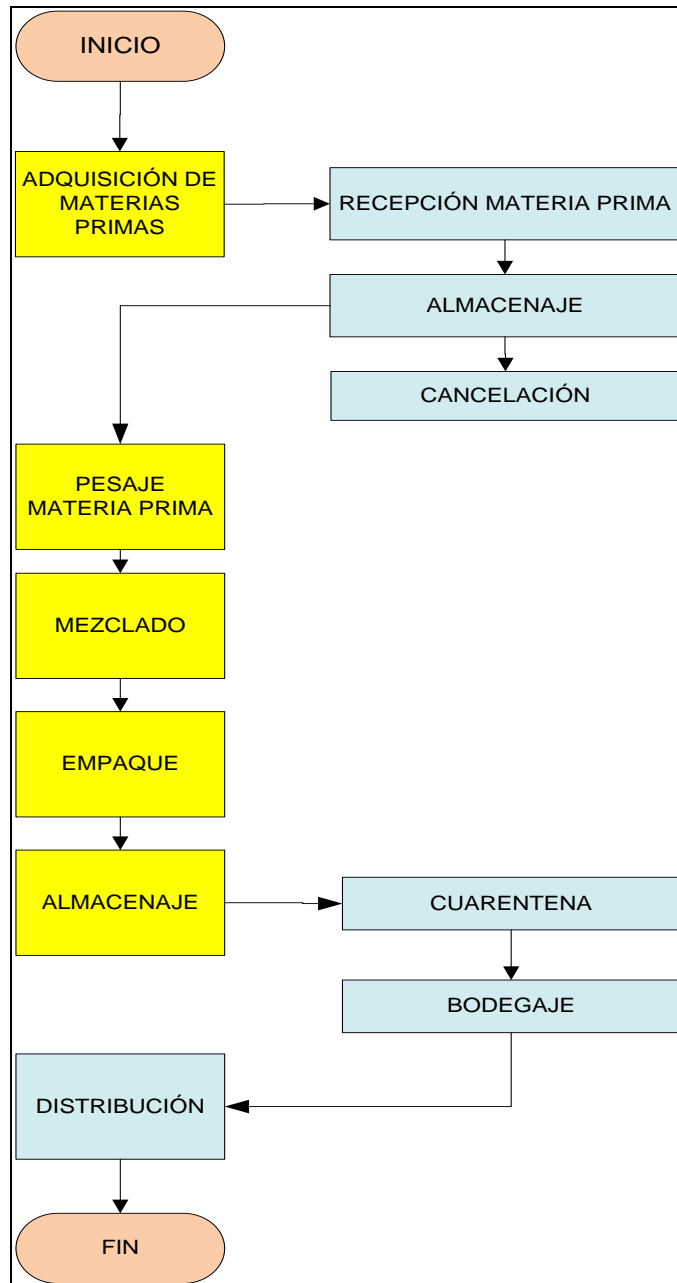 INICIO
ADQUISICIÓN DE
MATERIAS
PRIMAS
RECEPCIÓN MATERIA PRIMA
ALMACENAJE
CANCELACIÓN
PESAJE
MATERIA PRIMA
MEZCLADO
EMPAQUE
ALMACENAJE
CUARENTENA
BODEGAJE
DISTRIBUCIÓN
FIN